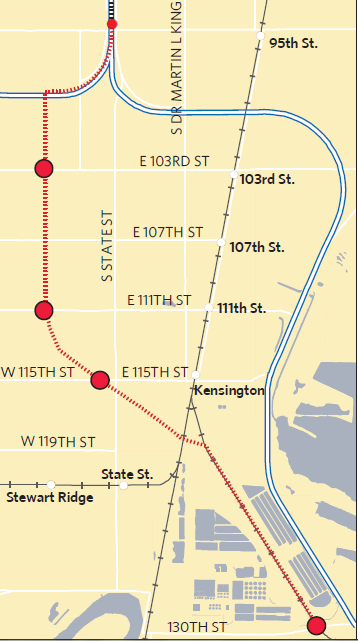 S DR MARTIN L KING
95th St.
E 103RD ST
103rd St.
S STATE ST
E 107TH ST
107th St.
E 111TH ST
111th St.
W 115TH ST
E 115TH ST
Kensington
W 119TH ST
State St.
Stewart Ridge
130TH ST